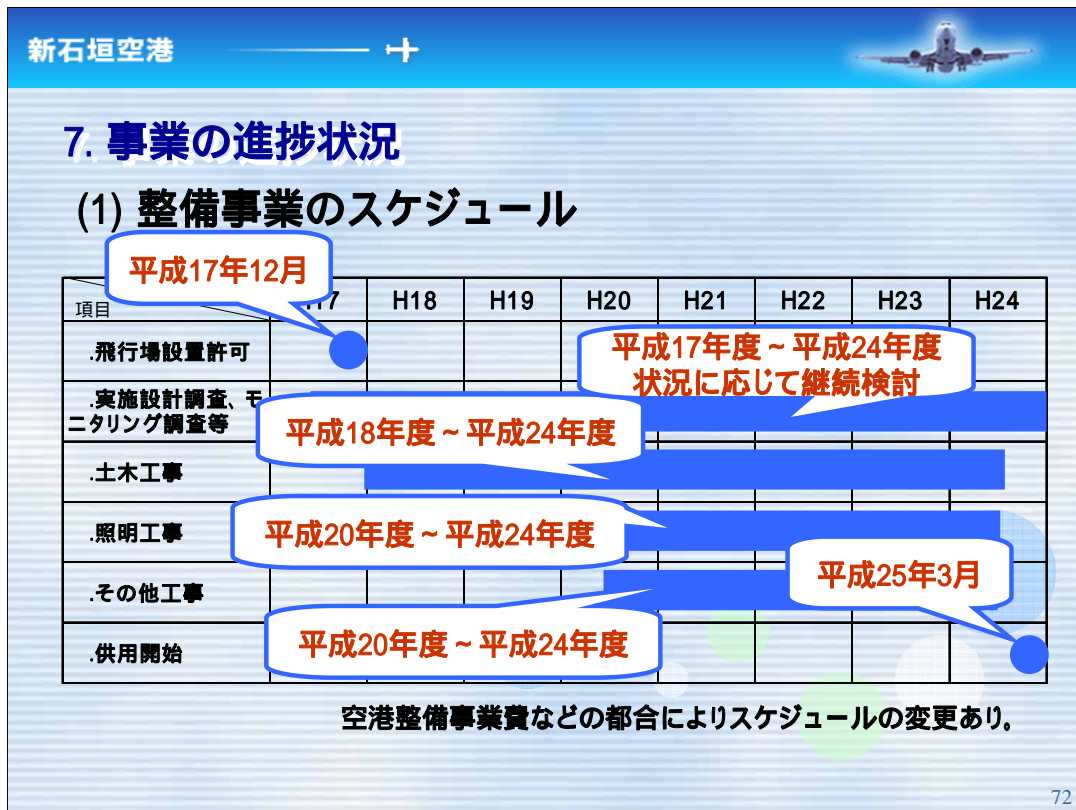 新石垣空港
7. 事業の進捗状況
(1) 整備事業のスケジュール
平成17年12月
項目
H17 H18 H19 H20 H21 H22 H23 H24
.飛行場設置許可
平成17年度～平成24年度
状況に応じて継続検討
.実施設計調査、モ
ニタリング調査等
平成18年度～平成24年度
.土木工事
.照明工事
平成20年度～平成24年度
平成25年3月
.その他工事
平成20年度～平成24年度
.供用開始
空港整備事業費などの都合によりスケジュールの変更あり。
72